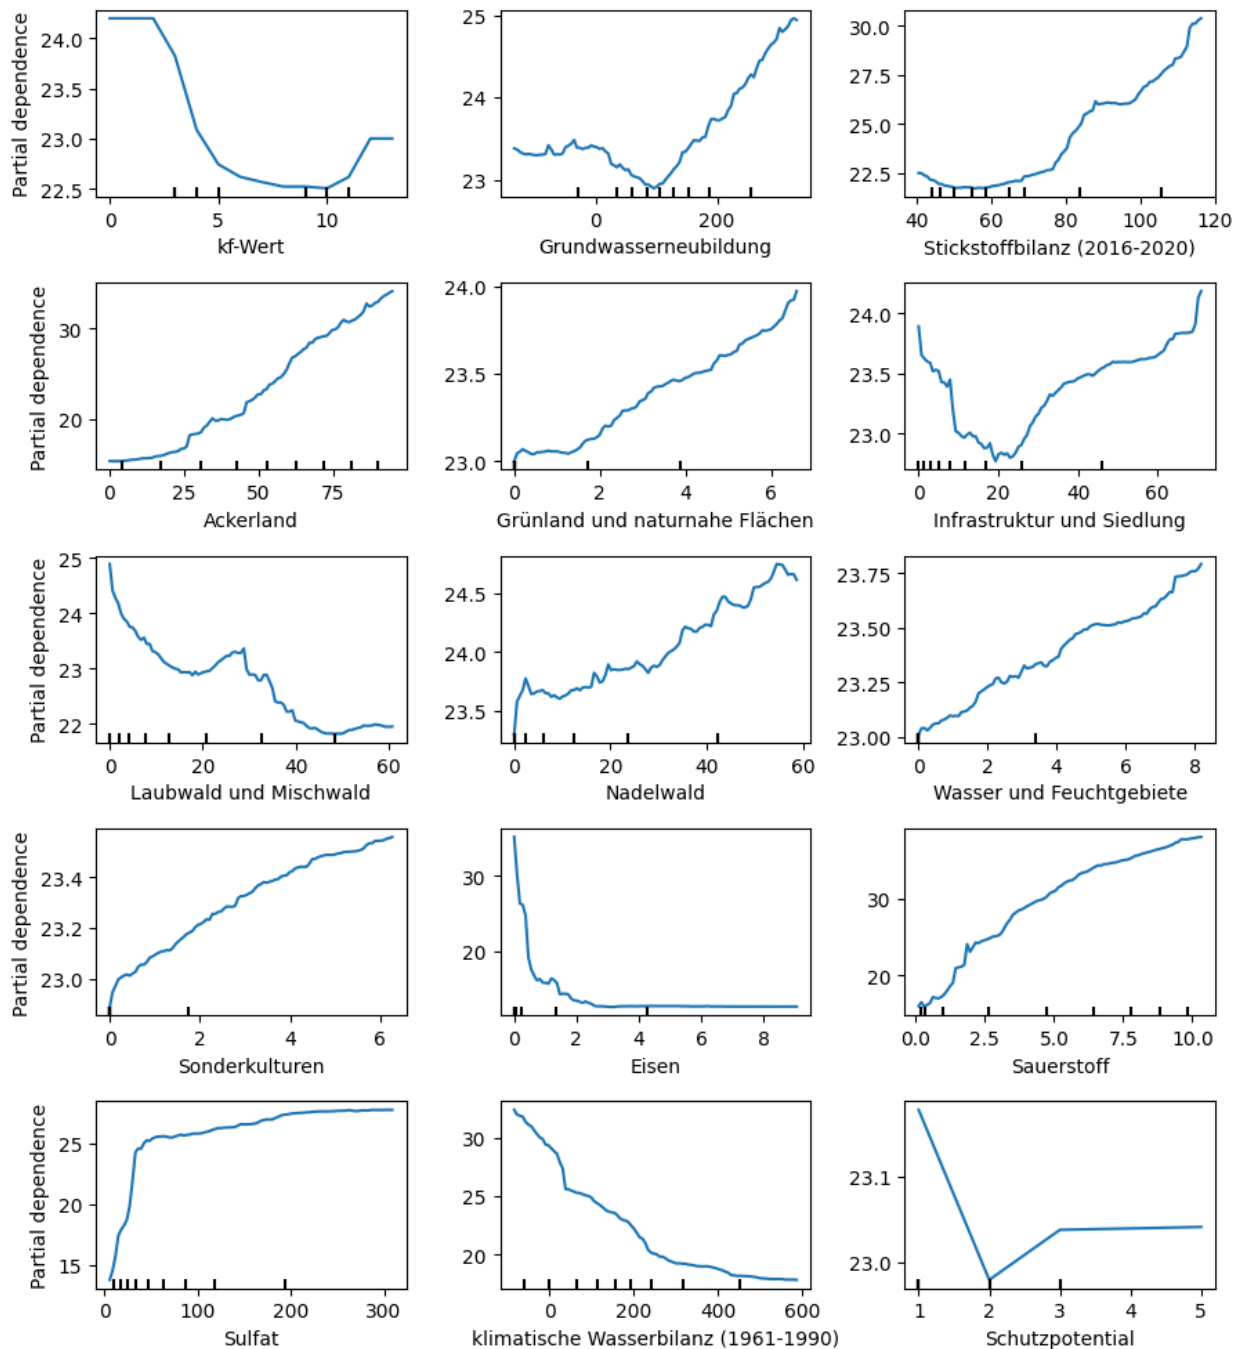 Partial dependence
24.0
23.5
23.0
22.5
0 5 10
kf-Wert
25
24
23
0 200
Grundwasserneubildung
30.0
27.5
25.0
22.5
40 60 80 100 120
Stickstoffbilanz (2016-2020)
Partial dependence
30
20
0 25 50 75
Ackerland
24.0
23.5
23.0
0 2 4 6
Grünland und naturnahe Flächen
24.0
23.5
23.0
0 20 40 60
Infrastruktur und Siedlung
Partial dependence
25
24
23
22
0 20 40 60
Laubwald und Mischwald
24.5
24.0
23.5
0 20 40 60
Nadelwald
23.75
23.50
23.25
23.00
0 2 4 6 8
Wasser und Feuchtgebiete
Partial dependence
23.4
23.2
23.0
0 2 4 6
Sonderkulturen
30
20
0 2 4 6 8
Eisen
30
20
0.0 2.5 5.0 7.5 10.0
Sauerstoff
Partial dependence
25
20
15
0 100 200 300
Sulfat
30
20
0 200 400 600
klimatische Wasserbilanz (1961-1990)
23.1
23.0
1 2 3 4 5
Schutzpotential